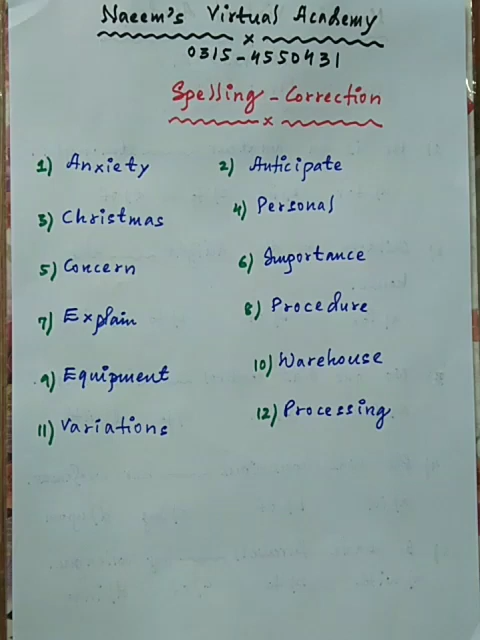 Naeem's Virtual Academy
x
0315-4550431
Spelling-Correction
x
1) Anxiety 2) Anticipate
3) Christmas 4) Personal
5) Concern 6) Importance
7) Explain 8) Procedure
9) Equipment 10) Warehouse
11) Variations 12) Processing.